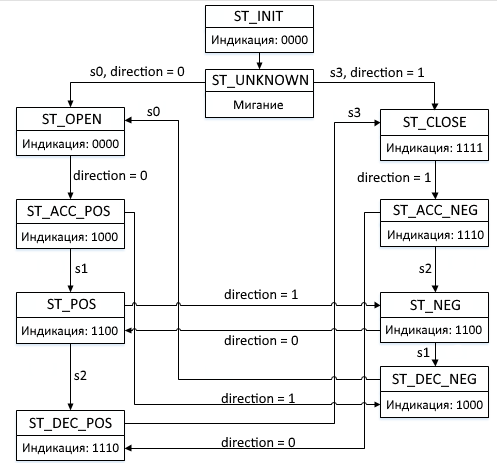 ST_INIT
Индикация: 0000
s0, direction = 0
ST_UNKNOWN
s3, direction = 1
Мигание
ST_OPEN
s0
s3
ST_CLOSE
Индикация: 0000
Индикация: 1111
direction = 0
direction = 1
ST_ACC_POS
ST_ACC_NEG
Индикация: 1000
Индикация: 1110
s1
s2
ST_POS
direction = 1
ST_NEG
Индикация: 1100
Индикация: 1100
direction = 0
s1
s2
ST_DEC_NEG
direction = 1
Индикация: 1000
ST_DEC_POS
direction = 0
Индикация: 1110